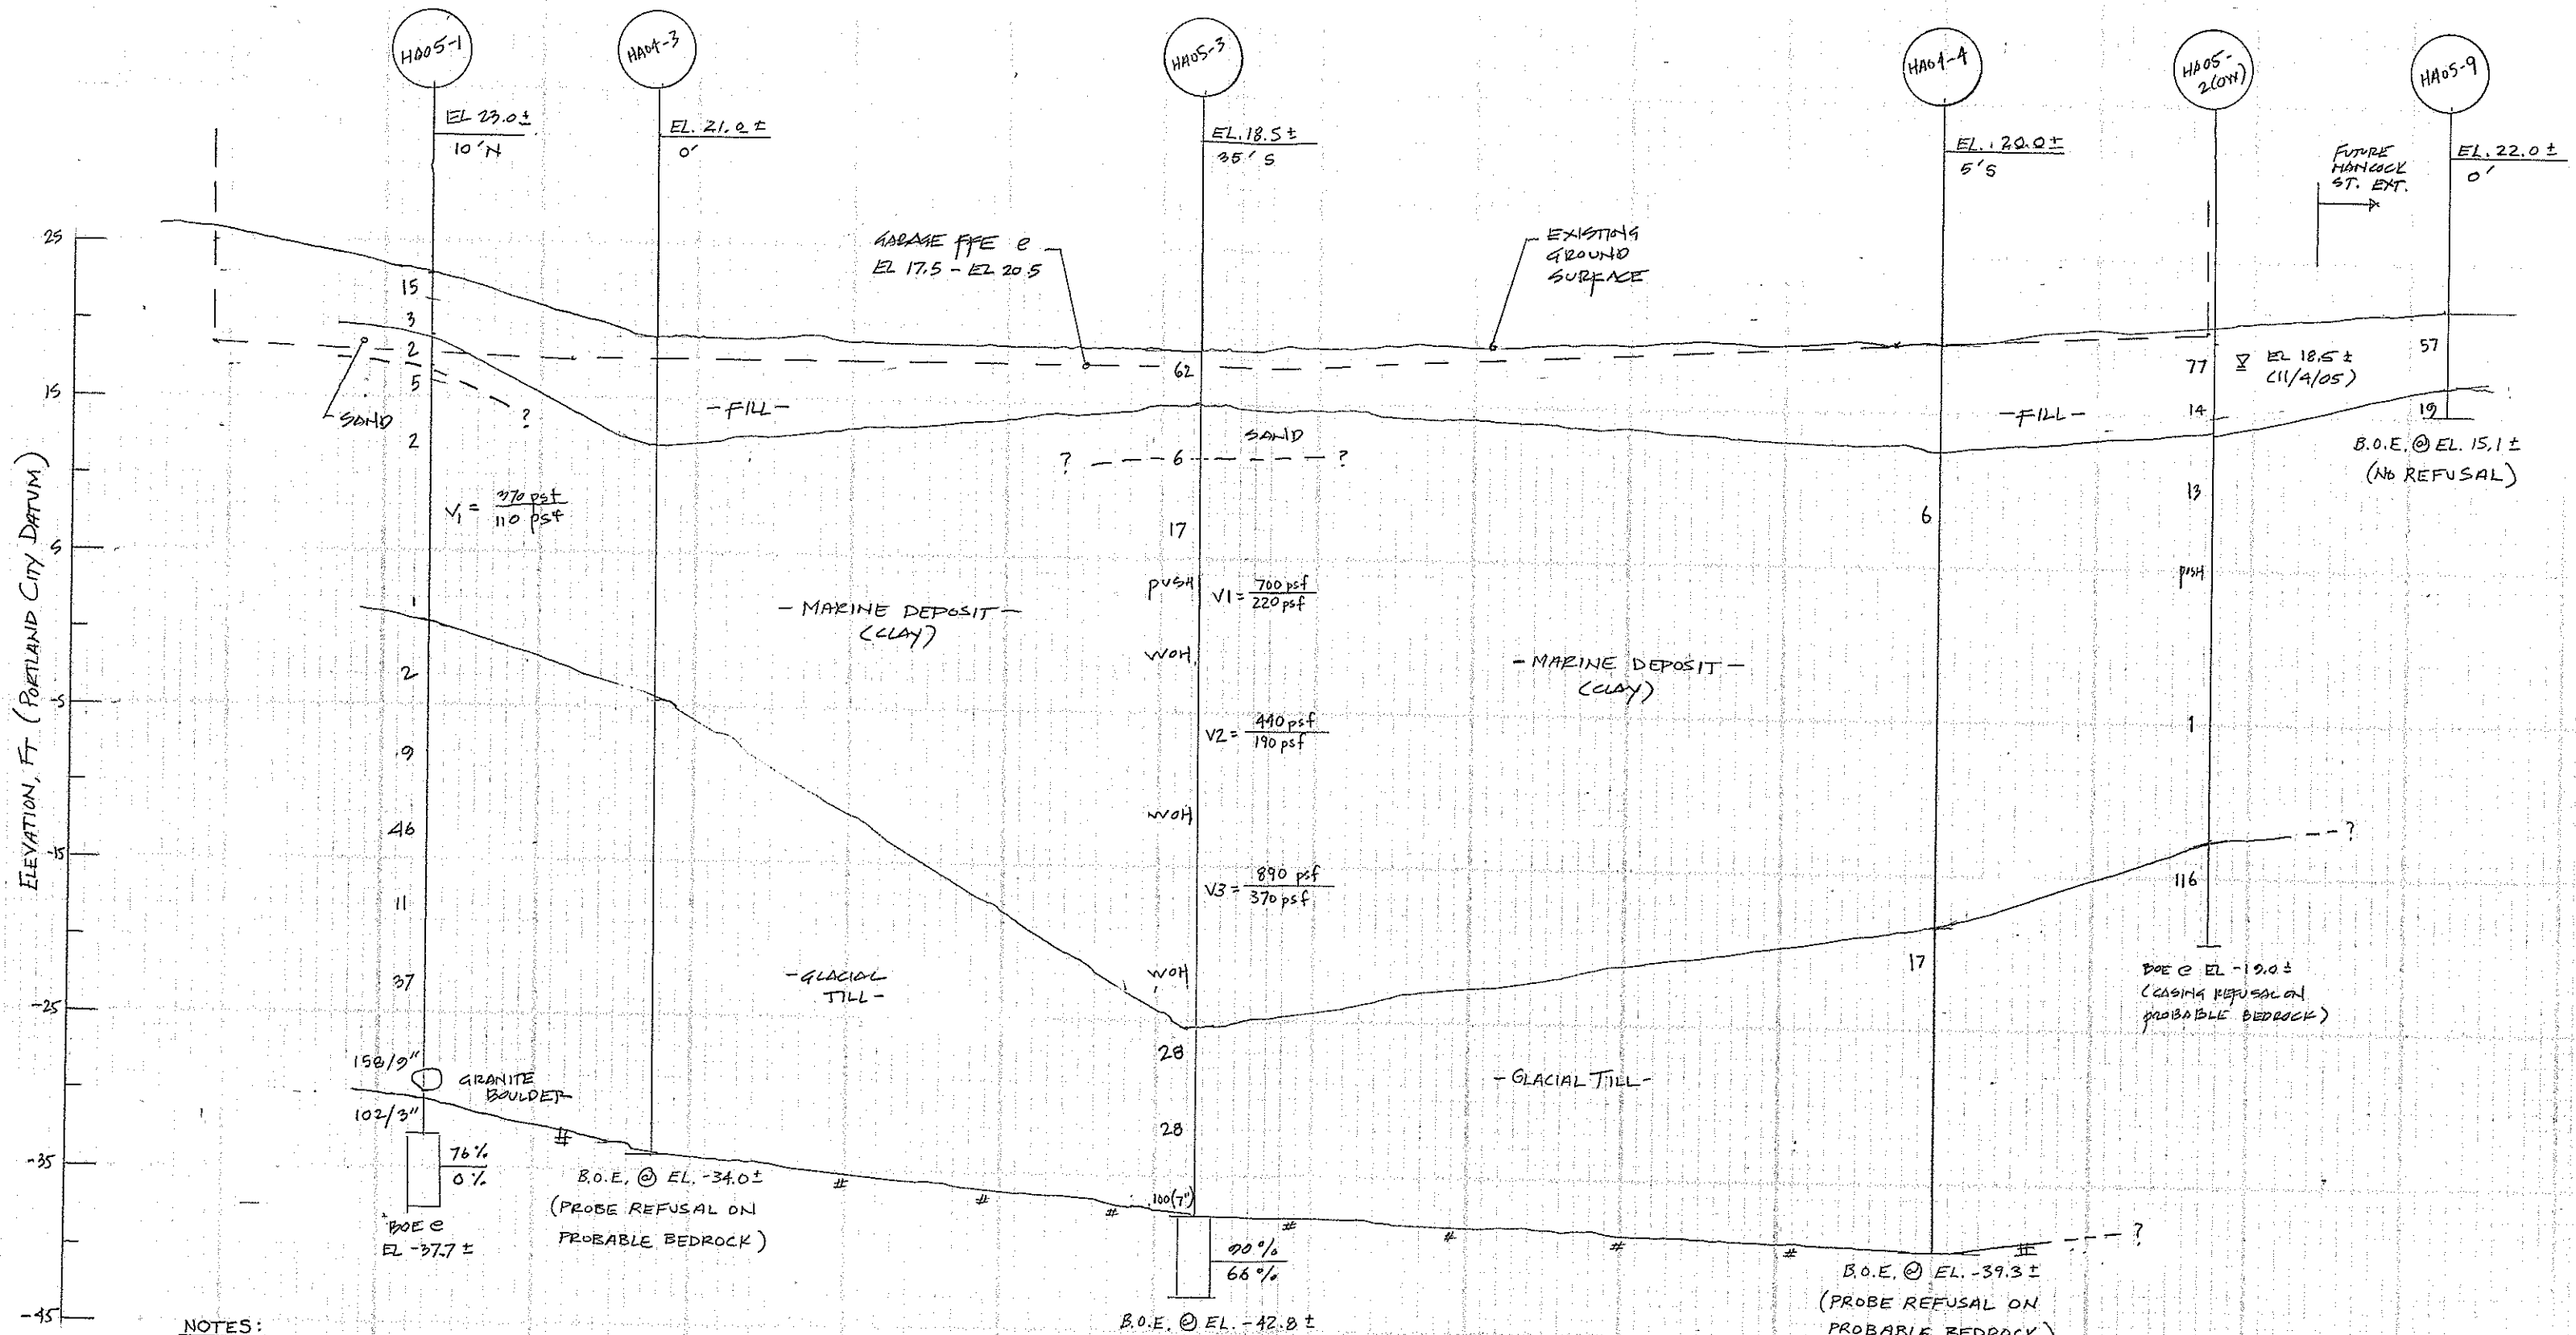 HA05-1
HA04-3
HA05-3
HA04-4
HA05-
2(OW)
HA05-9
EL 23.0±
10'N
EL. 21.0±
0'
EL. 18.5±
35' S
EL. 20.0±
5'S
FUTURE
HANCOCK
ST. EXT.
EL. 22.0±
0'
GARAGE FFE @
EL 17.5 - EL 20.5
EXISTING
GROUND
SURFACE
ELEVATION, FT (PORTLAND CITY DATUM)
25
15
5
-5
-15
-25
-35
-45
15
3
2
5
2
SAND
?
V1 = 370 psf
110 psf
1
2
9
46
11
37
158/9"
GRANITE
BOULDER
102/3"
76%
0%
BOE @
EL -37.7±
B.O.E. @ EL. -34.0±
(PROBE REFUSAL ON
PROBABLE BEDROCK)
-FILL-
- MARINE DEPOSIT -
(CLAY)
-GLACIAL
TILL-
62
SAND
? 6 ?
17
PUSH
V1 = 700 psf
220 psf
WOH
V2 = 440 psf
190 psf
WOH
V3 = 890 psf
370 psf
WOH
28
28
100(7")
90%
66%
B.O.E. @ EL. -42.8±
-FILL-
- MARINE DEPOSIT -
(CLAY)
- GLACIAL TILL -
6
17
B.O.E. @ EL. -39.3±
(PROBE REFUSAL ON
PROBABLE BEDROCK)
77
EL 18.5±
(11/4/05)
14
13
PUSH
1
116
?
BOE @ EL -19.0±
(CASING REFUSAL ON
PROBABLE BEDROCK)
?
57
19
B.O.E. @ EL. 15.1±
(NO REFUSAL)
NOTES: